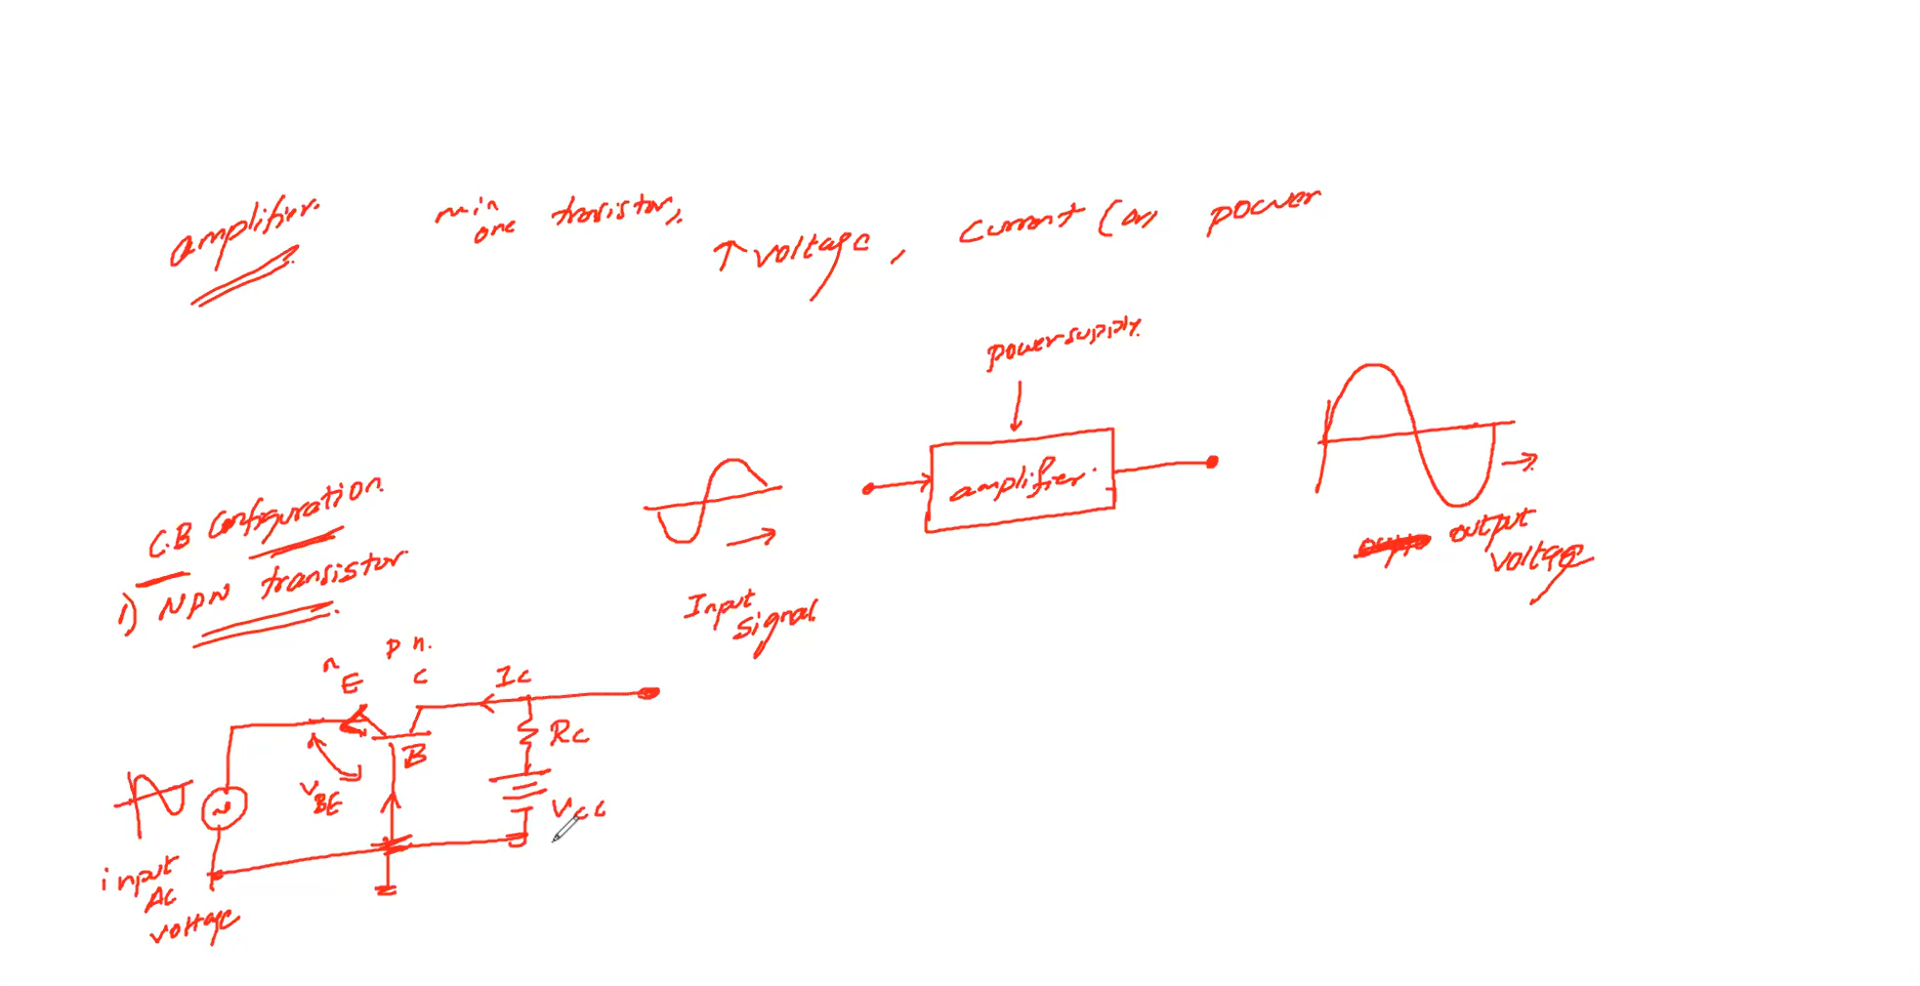 amplifier.
min one transistor,
↑ voltage, current (or) power
power supply.
amplifier.
Input signal
output voltage
C.B Configuration
1) NPN transistor
n p n.
E C Ic
B
VBE
Rc
Vcc
input AC voltage